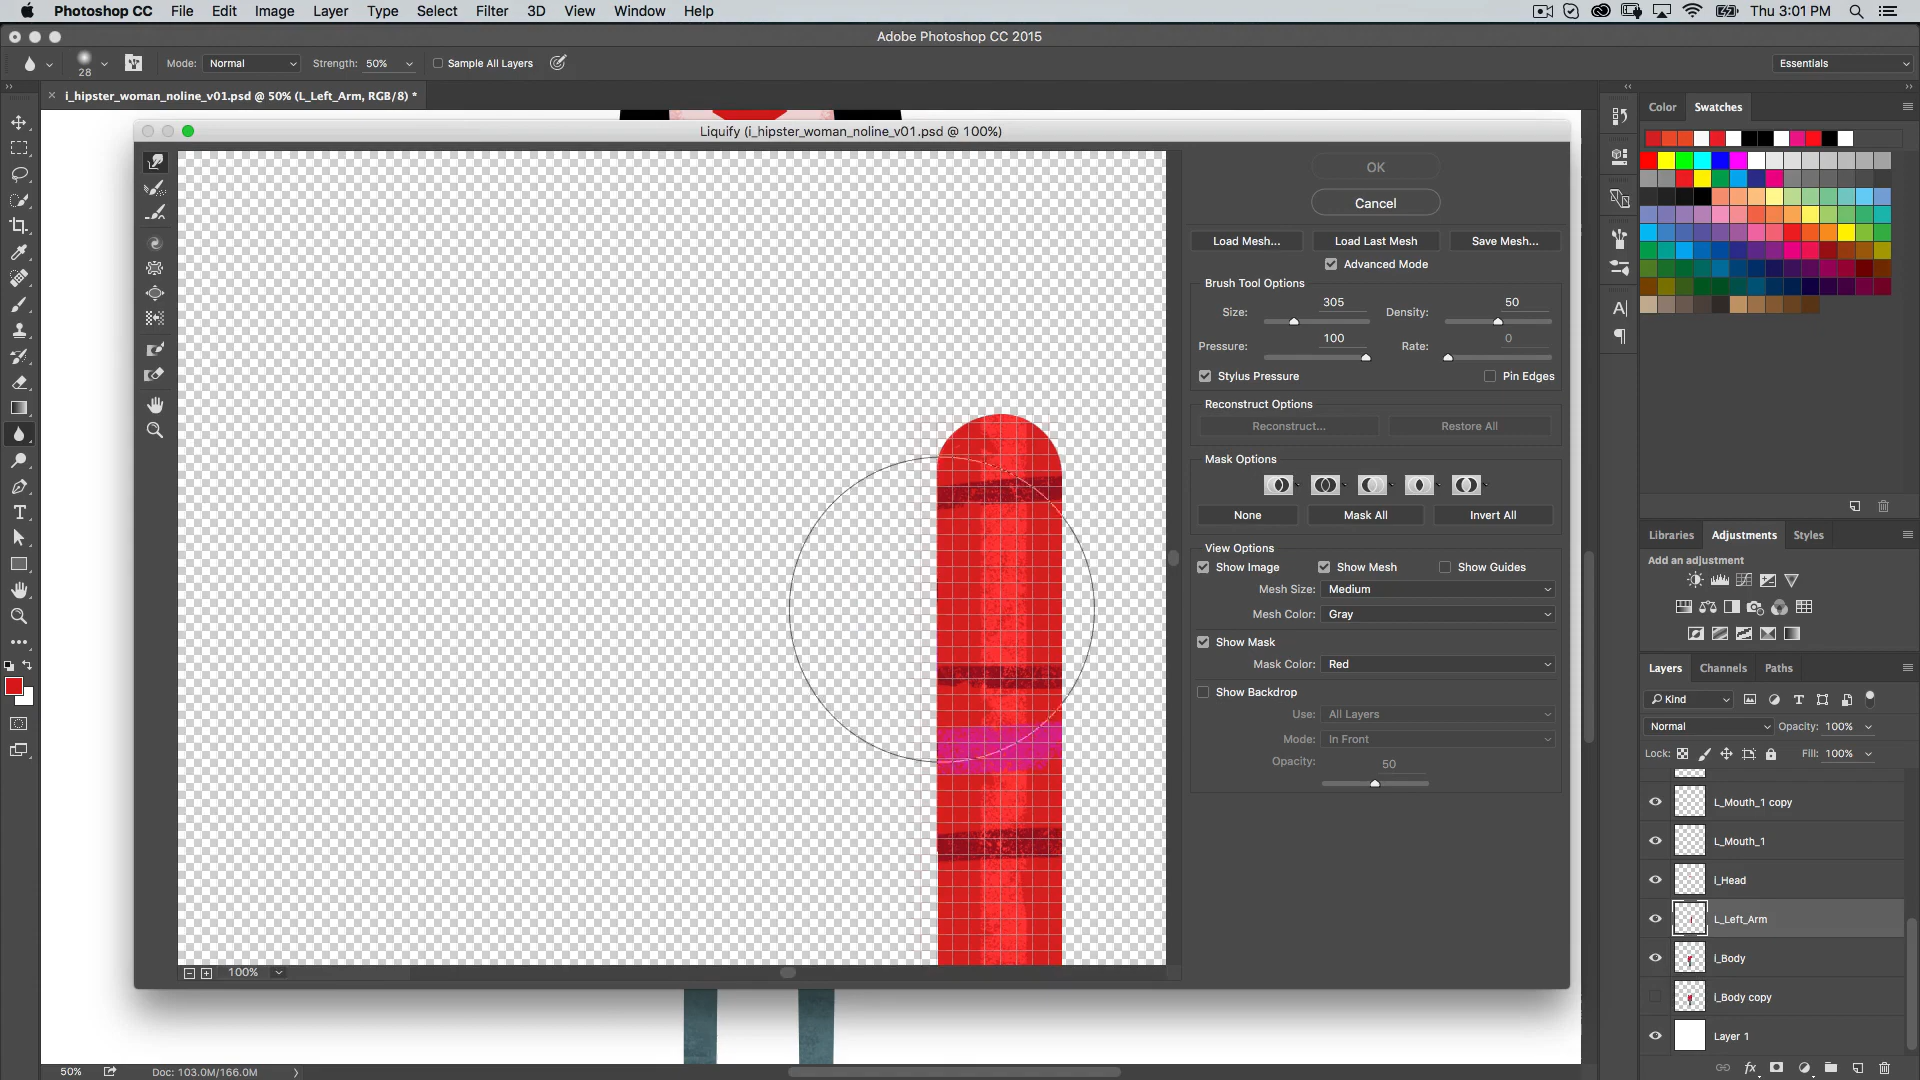 Photoshop CC File Edit Image Layer Type Select Filter 3D View Window Help Thu 3:01 PM
Adobe Photoshop CC 2015
28 Mode: Normal Strength: 50% Sample All Layers Essentials
i_hipster_woman_noline_v01.psd @ 50% (L_Left_Arm, RGB/8) *
Color Swatches
Liquify (i_hipster_woman_noline_v01.psd @ 100%)
OK
Cancel
Load Mesh... Load Last Mesh Save Mesh...
Advanced Mode
Brush Tool Options
Size: 305 Density: 50
Pressure: 100 Rate: 0
Stylus Pressure Pin Edges
Reconstruct Options
Reconstruct... Restore All
Mask Options
None Mask All Invert All
View Options
Show Image Show Mesh Show Guides
Mesh Size: Medium
Mesh Color: Gray
Show Mask
Mask Color: Red
Show Backdrop
Use: All Layers
Mode: In Front
Opacity: 50
100%
Libraries Adjustments Styles
Add an adjustment
Layers Channels Paths
Kind
Normal Opacity: 100%
Lock: Fill: 100%
L_Mouth_1 copy
L_Mouth_1
i_Head
L_Left_Arm
i_Body
i_Body copy
Layer 1
50% Doc: 103.0M/166.0M